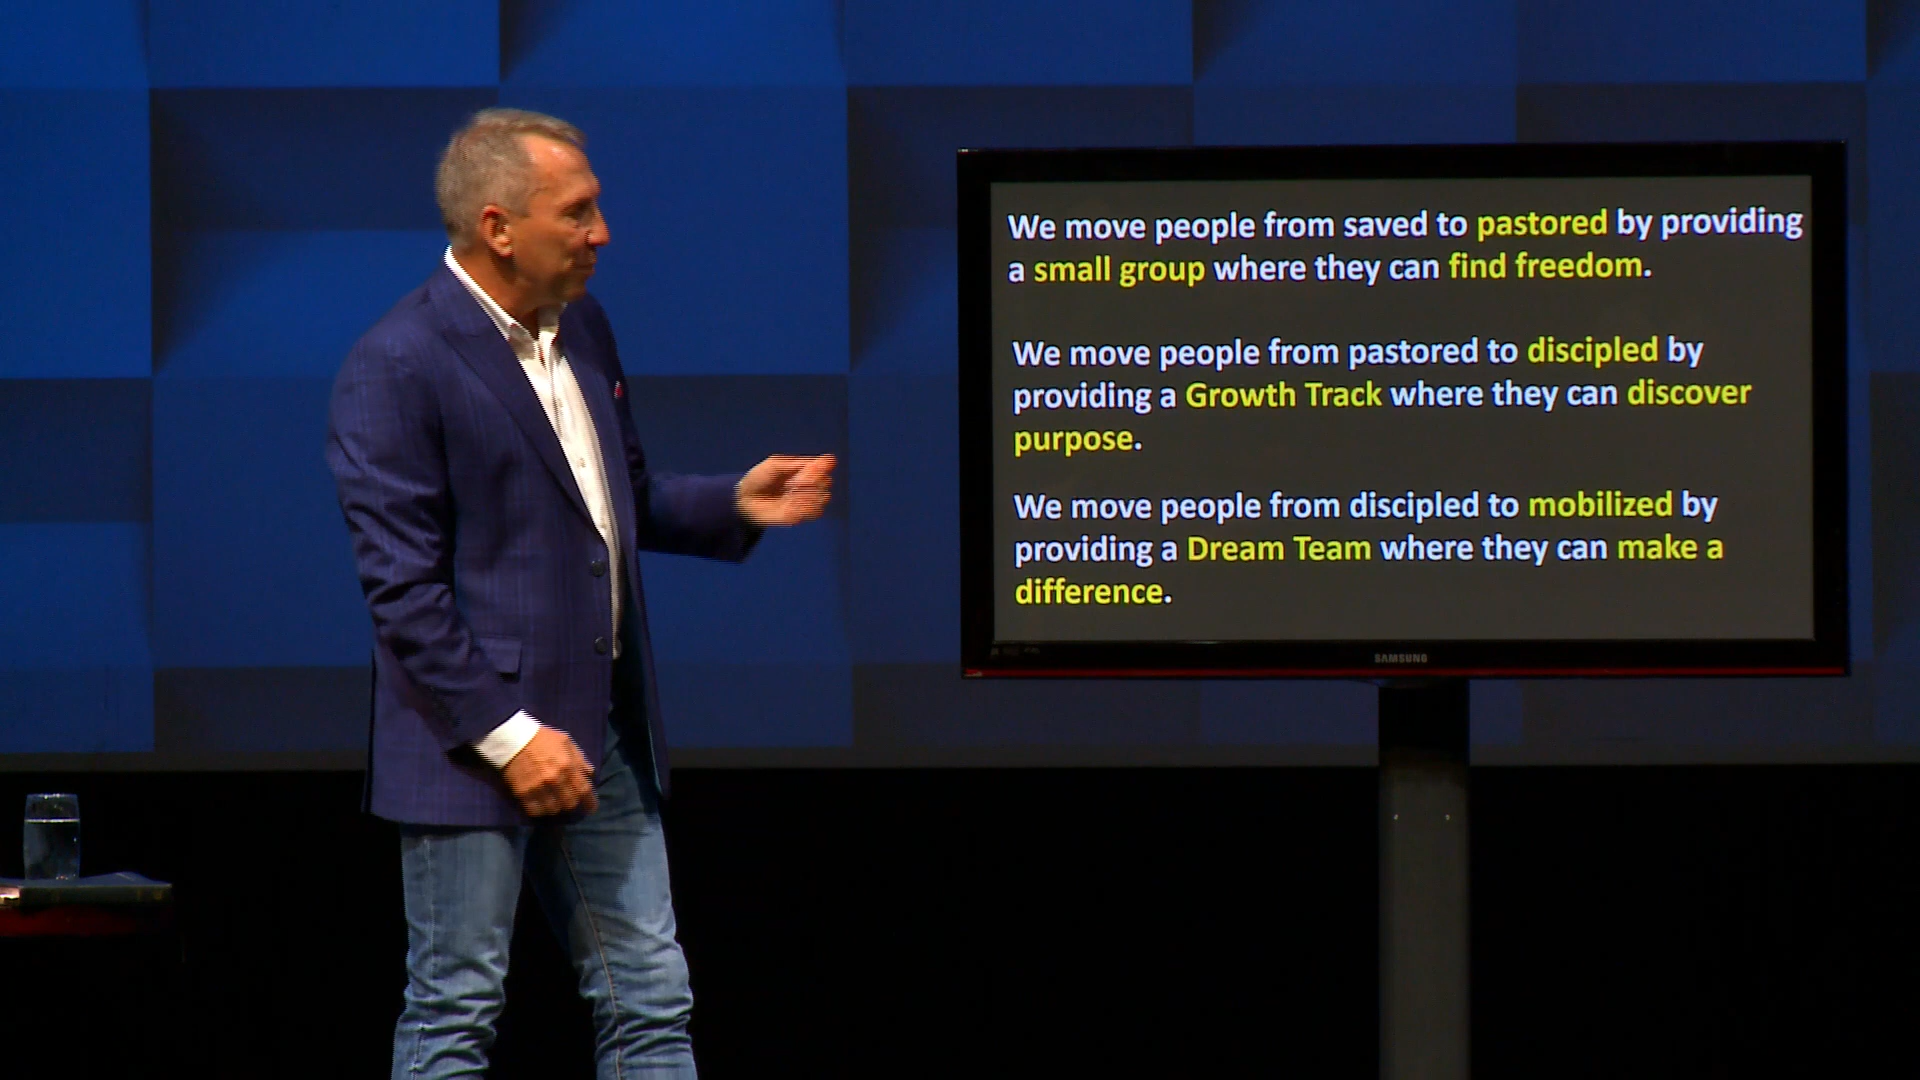 We move people from saved to pastored by providing
a small group where they can find freedom.
We move people from pastored to discipled by
providing a Growth Track where they can discover
purpose.
We move people from discipled to mobilized by
providing a Dream Team where they can make a
difference.
SAMSUNG